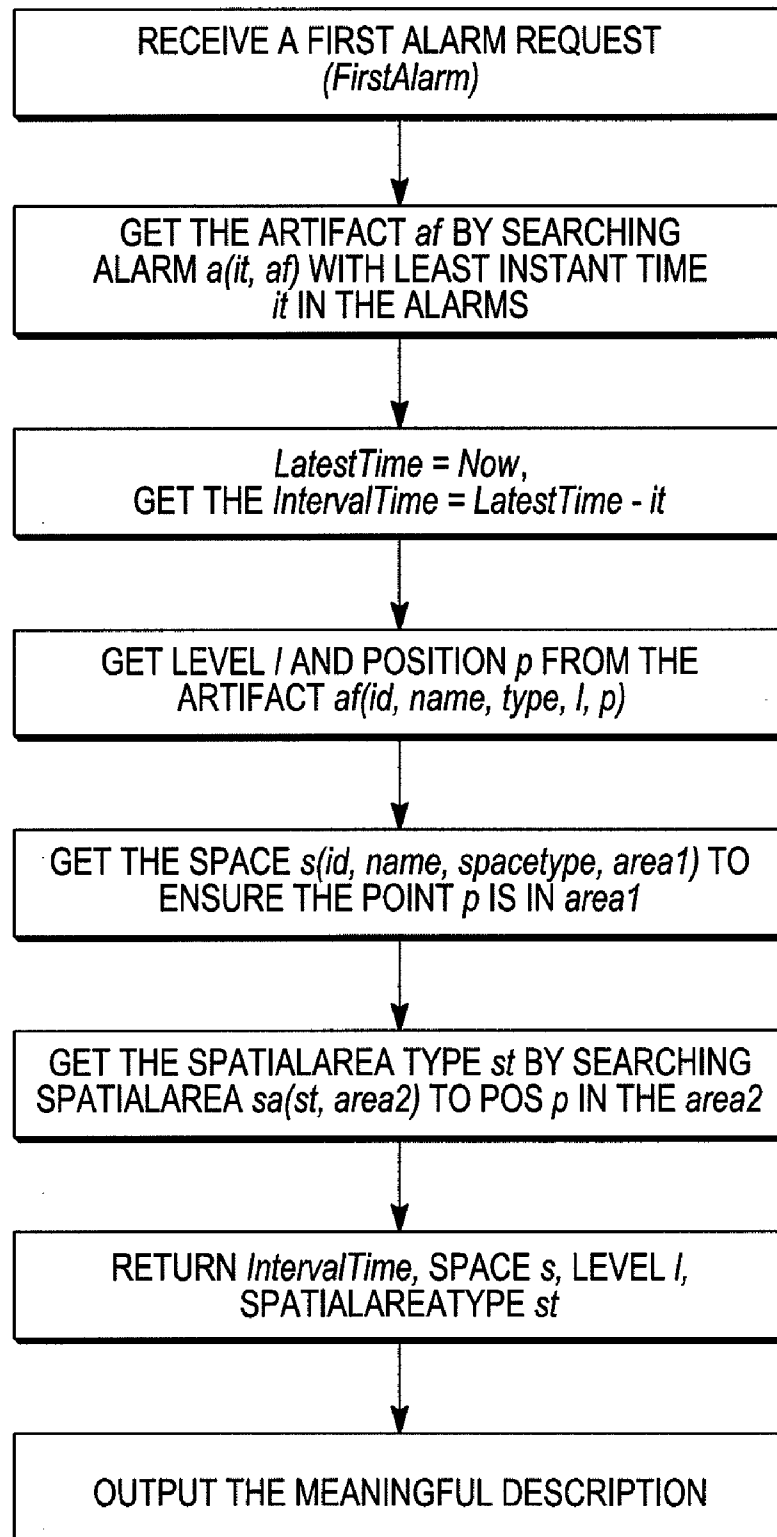 RECEIVE A FIRST ALARM REQUEST
(FirstAlarm)
GET THE ARTIFACT af BY SEARCHING
ALARM a(it, af) WITH LEAST INSTANT TIME
it IN THE ALARMS
LatestTime = Now,
GET THE IntervalTime = LatestTime - it
GET LEVEL l AND POSITION p FROM THE
ARTIFACT af(id, name, type, l, p)
GET THE SPACE s(id, name, spacetype, area1) TO
ENSURE THE POINT p IS IN area1
GET THE SPATIALAREA TYPE st BY SEARCHING
SPATIALAREA sa(st, area2) TO POS p IN THE area2
RETURN IntervalTime, SPACE s, LEVEL l,
SPATIALAREATYPE st
OUTPUT THE MEANINGFUL DESCRIPTION